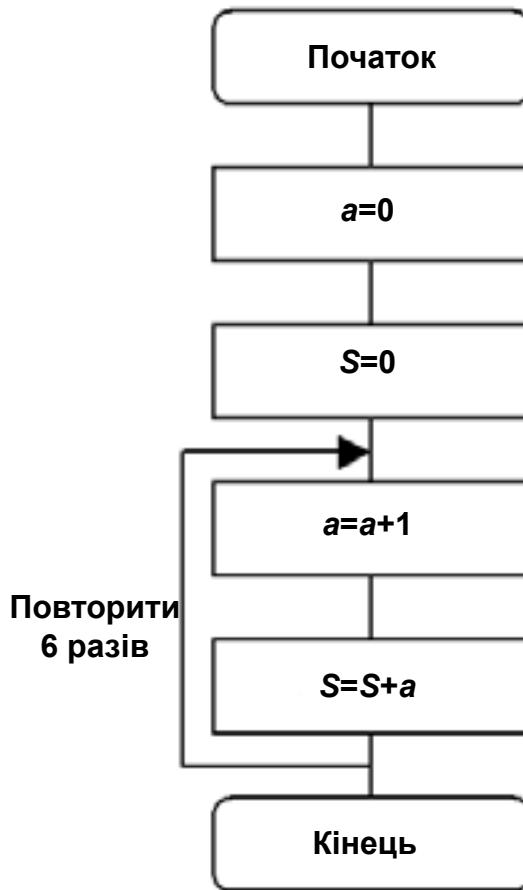 Початок
a=0
S=0
a=a+1
Повторити
6 разів
S=S+a
Кінець